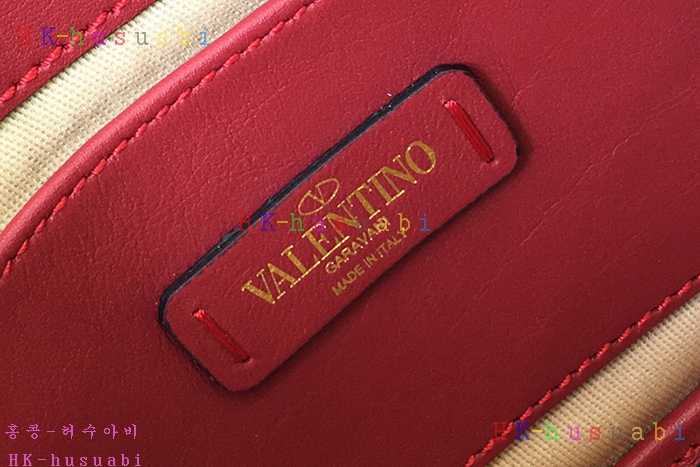 HK-husuabi
VALENTINO
GARAVANI
MADE IN ITALY
HK-husuabi
HK-husuabi
홍콩-허수아비
HK-husuabi